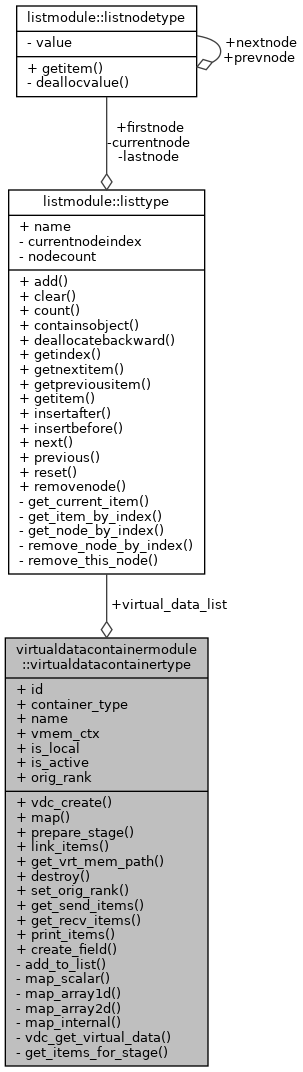 listmodule::listnodetype
- value
+ getitem()
- deallocvalue()
+nextnode
+prevnode
+firstnode
-currentnode
-lastnode
listmodule::listtype
+ name
- currentnodeindex
- nodecount
+ add()
+ clear()
+ count()
+ containsobject()
+ deallocatebackward()
+ getindex()
+ getnextitem()
+ getpreviousitem()
+ getitem()
+ insertafter()
+ insertbefore()
+ next()
+ previous()
+ reset()
+ removenode()
- get_current_item()
- get_item_by_index()
- get_node_by_index()
- remove_node_by_index()
- remove_this_node()
+virtual_data_list
virtualdatacontainermodule
::virtualdatacontainertype
+ id
+ container_type
+ name
+ vmem_ctx
+ is_local
+ is_active
+ orig_rank
+ vdc_create()
+ map()
+ prepare_stage()
+ link_items()
+ get_vrt_mem_path()
+ destroy()
+ set_orig_rank()
+ get_send_items()
+ get_recv_items()
+ print_items()
+ create_field()
- add_to_list()
- map_scalar()
- map_array1d()
- map_array2d()
- map_internal()
- vdc_get_virtual_data()
- get_items_for_stage()